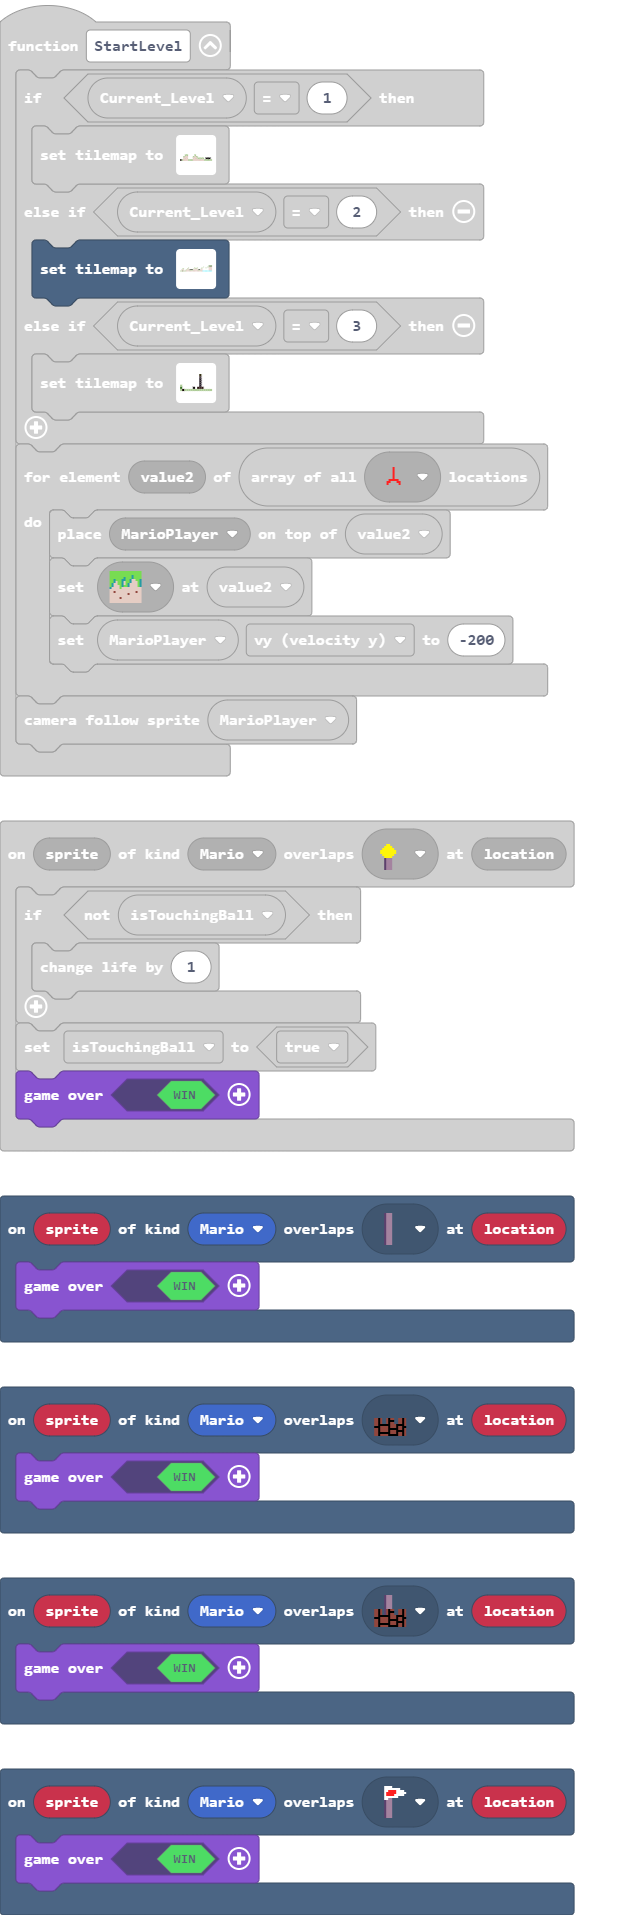 function StartLevel
if Current_Level = 1 then
set tilemap to
else if Current_Level = 2 then
set tilemap to
else if Current_Level = 3 then
set tilemap to
for element value2 of array of all locations
do
place MarioPlayer on top of value2
set at value2
set MarioPlayer vy (velocity y) to -200
camera follow sprite MarioPlayer
on sprite of kind Mario overlaps at location
if not isTouchingBall then
change life by 1
set isTouchingBall to true
game over WIN
on sprite of kind Mario overlaps at location
game over WIN
on sprite of kind Mario overlaps at location
game over WIN
on sprite of kind Mario overlaps at location
game over WIN
on sprite of kind Mario overlaps at location
game over WIN